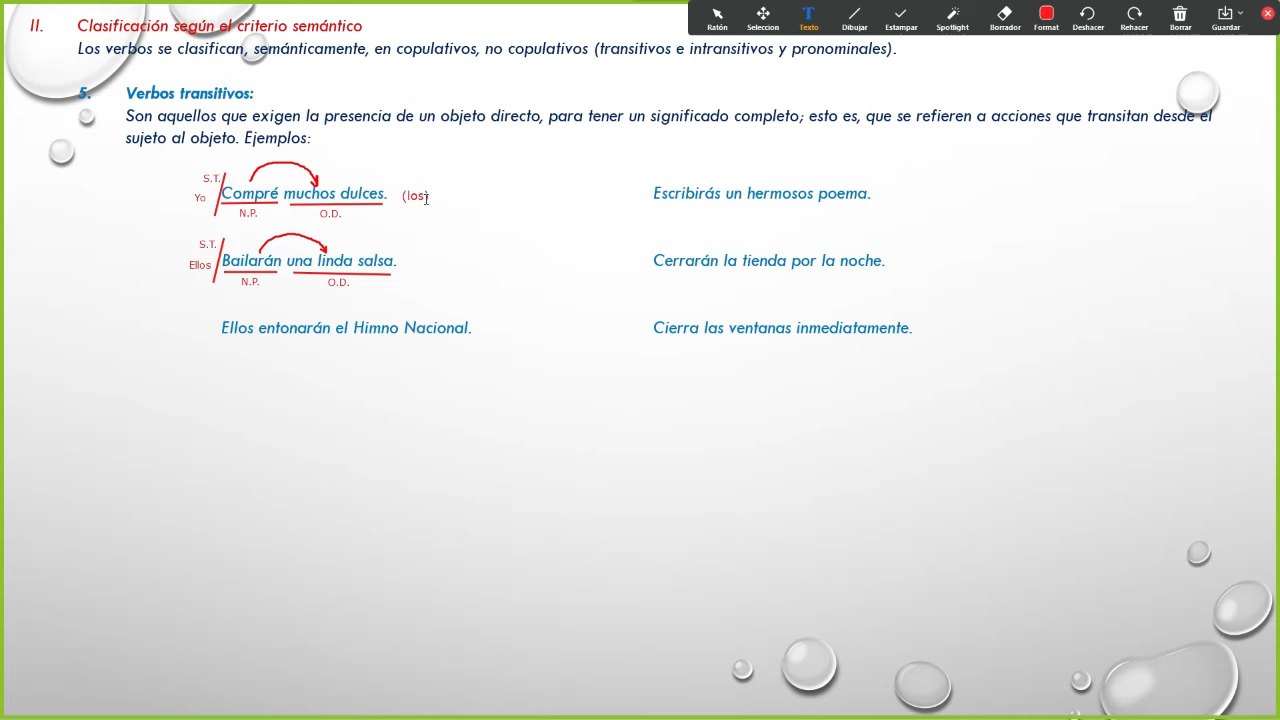 II. Clasificación según el criterio semántico
Ratón Seleccion Texto Dibujar Estampar Spotlight Borrador Format Deshacer Rehacer Borrar Guardar
Los verbos se clasifican, semánticamente, en copulativos, no copulativos (transitivos e intransitivos y pronominales).
5. Verbos transitivos:
Son aquellos que exigen la presencia de un objeto directo, para tener un significado completo; esto es, que se refieren a acciones que transitan desde el
sujeto al objeto. Ejemplos:
S.T.
Yo Compré muchos dulces. (los)
N.P. O.D.
Escribirás un hermosos poema.
S.T.
Ellos Bailarán una linda salsa.
N.P. O.D.
Cerrarán la tienda por la noche.
Ellos entonarán el Himno Nacional.
Cierra las ventanas inmediatamente.